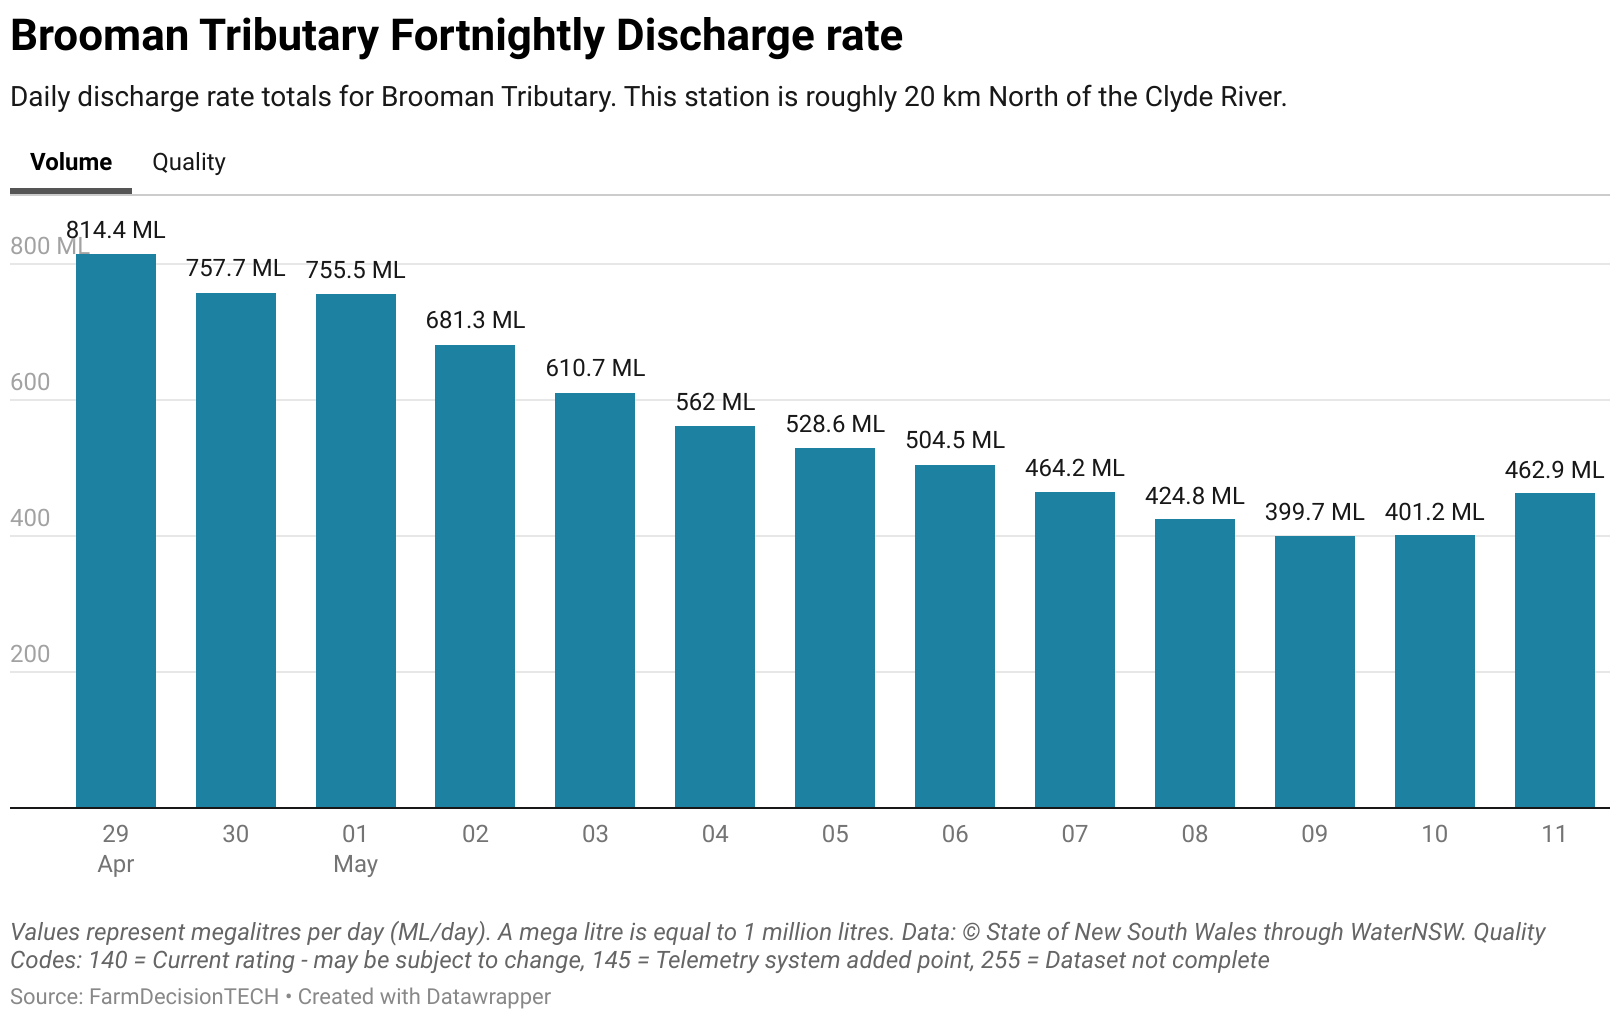 Brooman Tributary Fortnightly Discharge rate
Daily discharge rate totals for Brooman Tributary. This station is roughly 20 km North of the Clyde River.
Volume Quality
814.4 ML
800 ML
757.7 ML 755.5 ML
681.3 ML
610.7 ML
600
562 ML
528.6 ML
504.5 ML
464.2 ML 462.9 ML
424.8 ML
399.7 ML 401.2 ML
400
200
29 30 01 02 03 04 05 06 07 08 09 10 11
Apr May
Values represent megalitres per day (ML/day). A mega litre is equal to 1 million litres. Data: © State of New South Wales through WaterNSW. Quality
Codes: 140 = Current rating - may be subject to change, 145 = Telemetry system added point, 255 = Dataset not complete
Source: FarmDecisionTECH • Created with Datawrapper